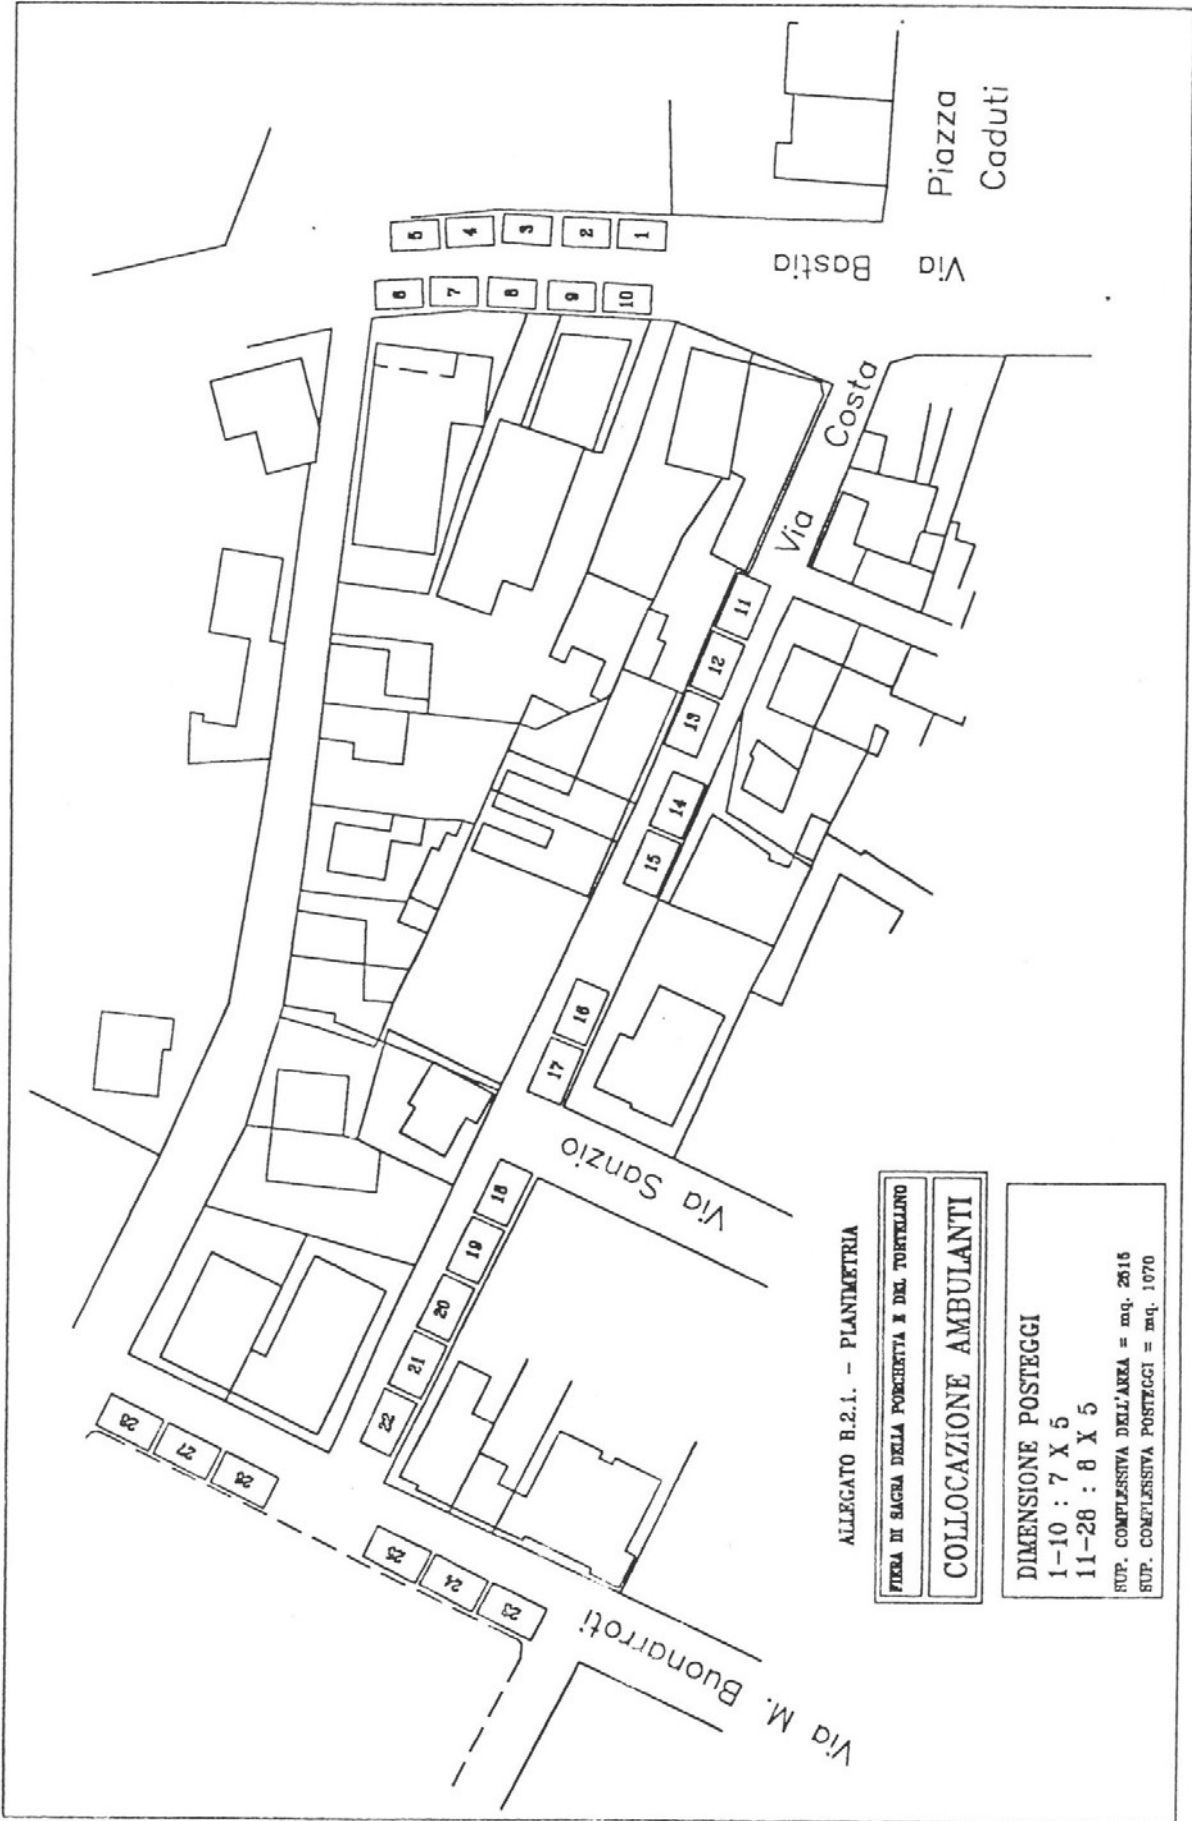 Piazza
Caduti
Via Bastia
Via Costa
5
4
3
2
1
6
7
8
9
10
11
12
13
14
15
16
17
Via Sanzio
18
19
20
21
22
28
27
26
25
24
23
Via M. Buonarroti
ALLEGATO B.2.1. - PLANIMETRIA
FIERA DI SAGRA DELLA PORCHETTA E DEL TORTELLINO
COLLOCAZIONE AMBULANTI
DIMENSIONE POSTEGGI
1-10 : 7 X 5
11-28 : 8 X 5
SUP. COMPLESSIVA DELL'AREA = mq. 2515
SUP. COMPLESSIVA POSTEGGI = mq. 1070